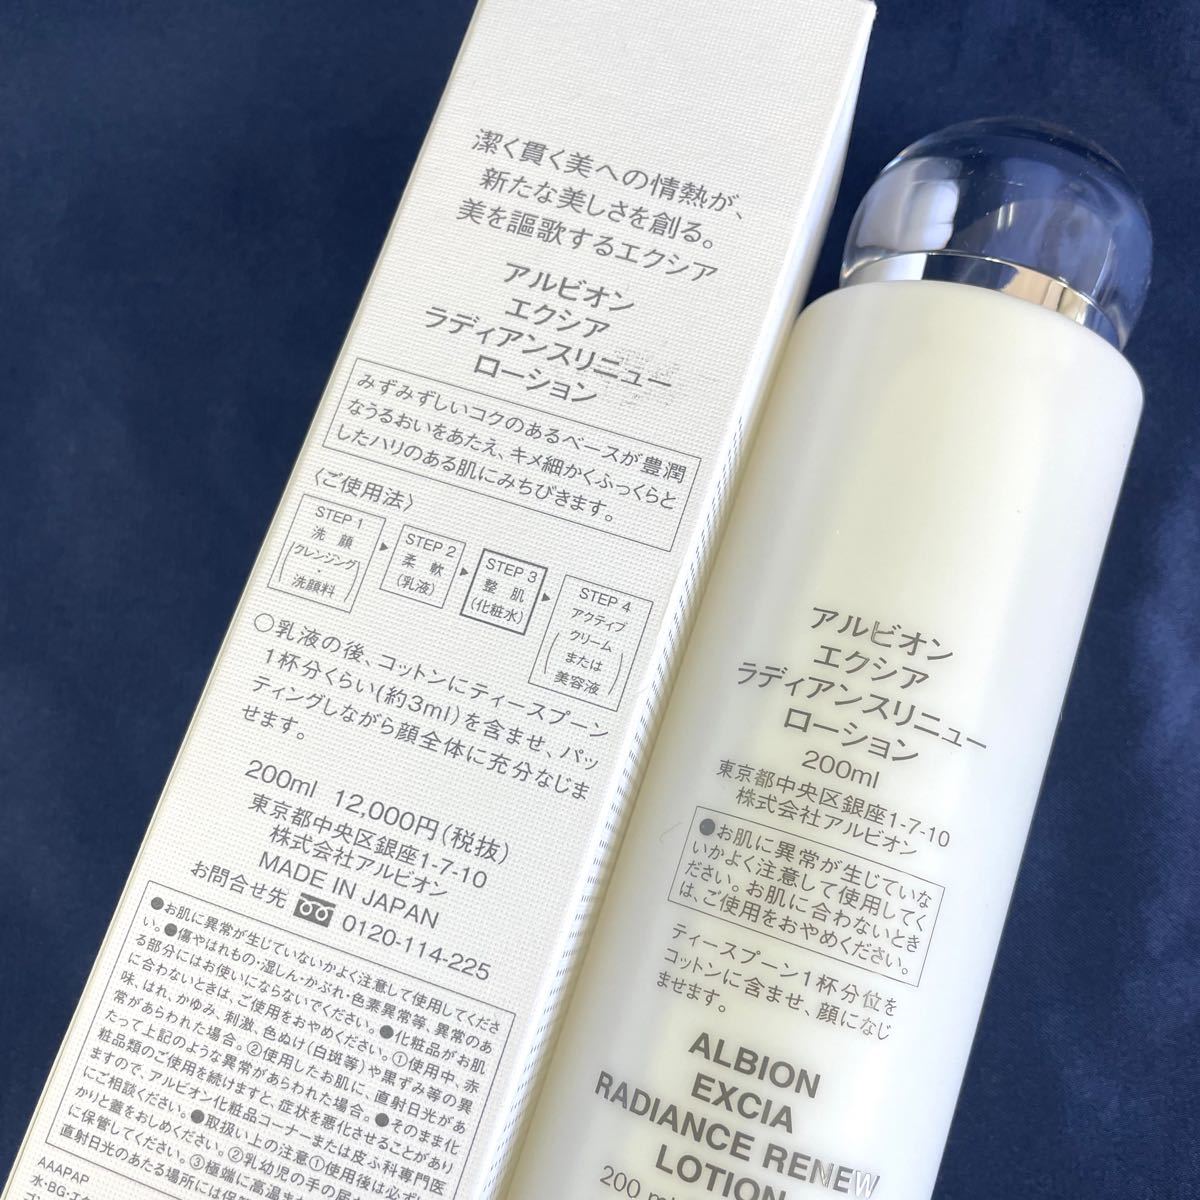 潔く貫く美への情熱が、
新たな美しさを創る。
美を謳歌するエクシア
アルビオン
エクシア
ラディアンスリニュー
ローション
みずみずしいコクのあるベースが豊潤
なうるおいをあたえ、キメ細かくふっくらと
したハリのある肌にみちびきます。
〈ご使用法〉
STEP 1
洗 顔
クレンジング
・
洗顔料
STEP 2
柔 軟
(乳液)
STEP 3
整 肌
(化粧水)
STEP 4
アクティブ
クリーム
または
美容液
○乳液の後、コットンにティースプーン
1杯分くらい(約3ml)を含ませ、パッ
ティングしながら顔全体に充分なじま
せます。
200ml 12,000円(税抜)
東京都中央区銀座1-7-10
株式会社アルビオン
MADE IN JAPAN
お問合せ先 0120-114-225
●お肌に異常が生じていないかよく注意して使用してくださ
い。●傷やはれもの・湿しん・かぶれ・色素異常等、異常のあ
る部分にはお使いにならないでください。●化粧品がお肌
に合わないときは、ご使用をおやめください。①使用中、赤
味、はれ、かゆみ、刺激、色ぬけ(白斑等)や黒ずみ等の異
常があらわれた場合。②使用したお肌に、直射日光があ
たって上記のような異常があらわれた場合。●そのまま化
粧品類のご使用を続けますと、症状を悪化させることがあり
ますので、アルビオン化粧品コーナーまたは皮ふ科専門医
にご相談ください。●取扱い上の注意①使用後は必ずしっ
かりと蓋をおしめください。②乳幼児の手の届か
に保管してください。③極端に高温また
直射日光のあたる場所には保管
AAAPAP
水・BG・エタ
アルビオン
エクシア
ラディアンスリニュー
ローション
200ml
東京都中央区銀座1-7-10
株式会社アルビオン
●お肌に異常が生じていな
いかよく注意して使用してく
ださい。お肌に合わないとき
は、ご使用をおやめください。
ティースプーン1杯分位を
コットンに含ませ、顔になじ
ませます。
ALBION
EXCIA
RADIANCE RENEW
LOTION
200 ml